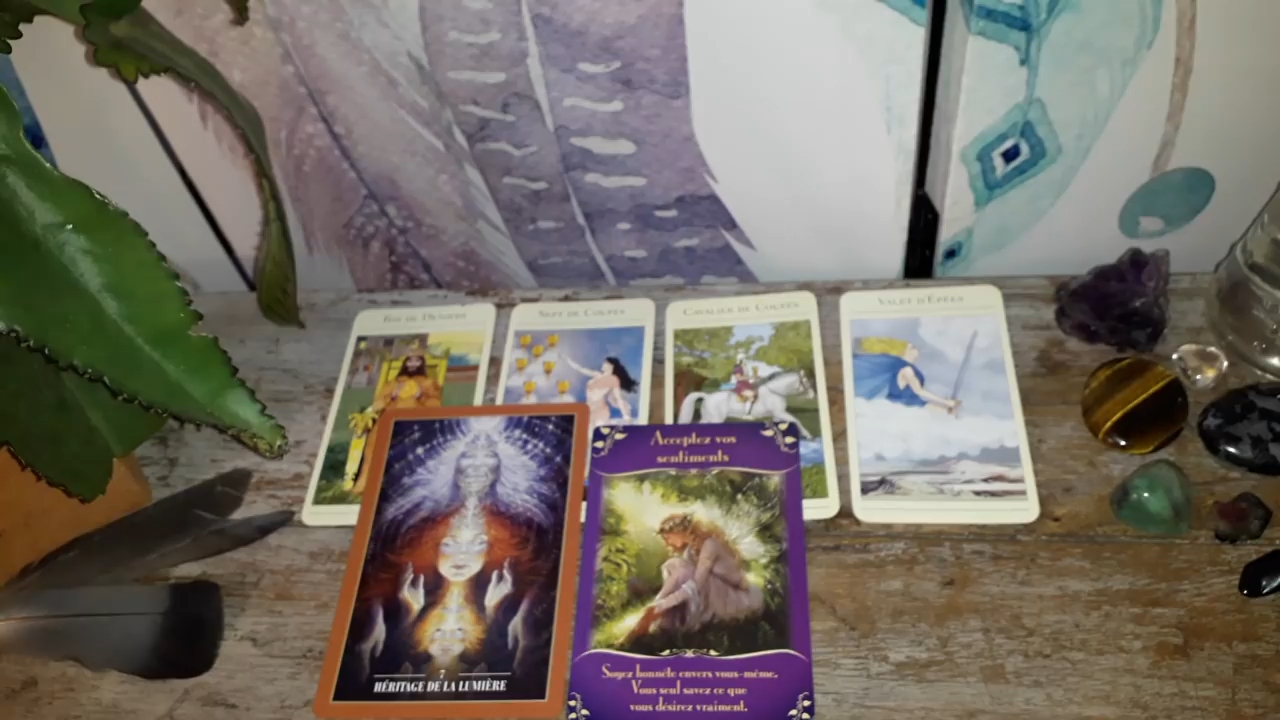 Roi de Deniers
Sept de Coupes
Cavalier de Coupes
Valet d'Épées
Acceptez vos
sentiments
7
HÉRITAGE DE LA LUMIÈRE
Soyez honnête envers vous-même.
Vous seul savez ce que
vous désirez vraiment.